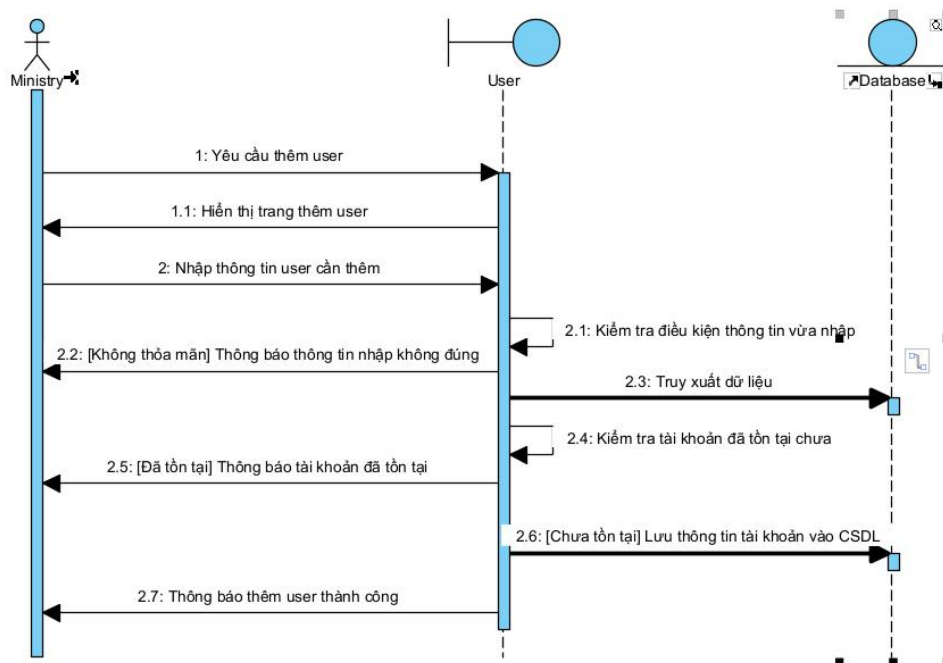 Ministry
User
Database
1: Yêu cầu thêm user
1.1: Hiển thị trang thêm user
2: Nhập thông tin user cần thêm
2.1: Kiểm tra điều kiện thông tin vừa nhập
2.2: [Không thỏa mãn] Thông báo thông tin nhập không đúng
2.3: Truy xuất dữ liệu
2.4: Kiểm tra tài khoản đã tồn tại chưa
2.5: [Đã tồn tại] Thông báo tài khoản đã tồn tại
2.6: [Chưa tồn tại] Lưu thông tin tài khoản vào CSDL
2.7: Thông báo thêm user thành công